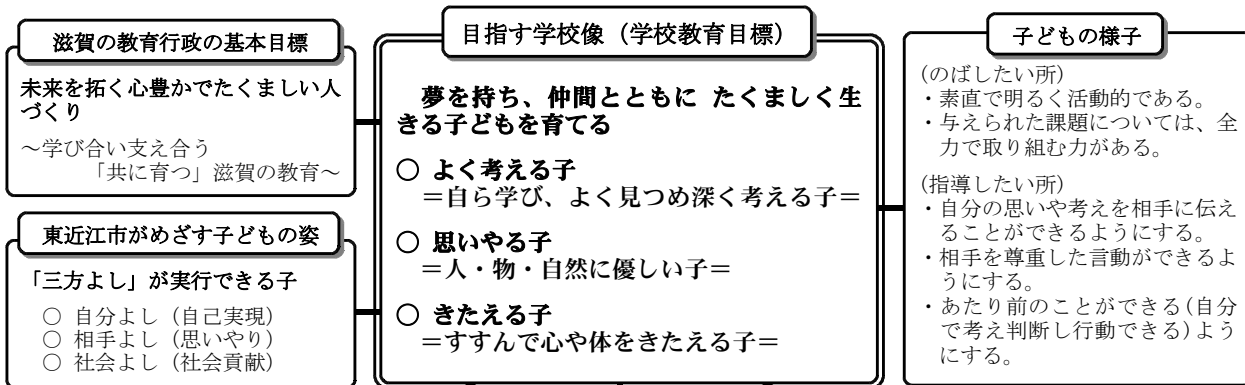 滋賀の教育行政の基本目標
未来を拓く心豊かでたくましい人
づくり
～学び合い支え合う
「共に育つ」滋賀の教育～
東近江市がめざす子どもの姿
「三方よし」が実行できる子
○ 自分よし（自己実現）
○ 相手よし（思いやり）
○ 社会よし（社会貢献）
目指す学校像（学校教育目標）
夢を持ち、仲間とともに たくましく生
きる子どもを育てる
○ よく考える子
＝自ら学び、よく見つめ深く考える子＝
○ 思いやる子
＝人・物・自然に優しい子＝
○ きたえる子
＝すすんで心や体をきたえる子＝
子どもの様子
(のばしたい所)
・素直で明るく活動的である。
・与えられた課題については、全
力で取り組む力がある。
(指導したい所)
・自分の思いや考えを相手に伝え
ることができるようにする。
・相手を尊重した言動ができるよ
うにする。
・あたり前のことができる(自分
で考え判断し行動できる)よう
にする。